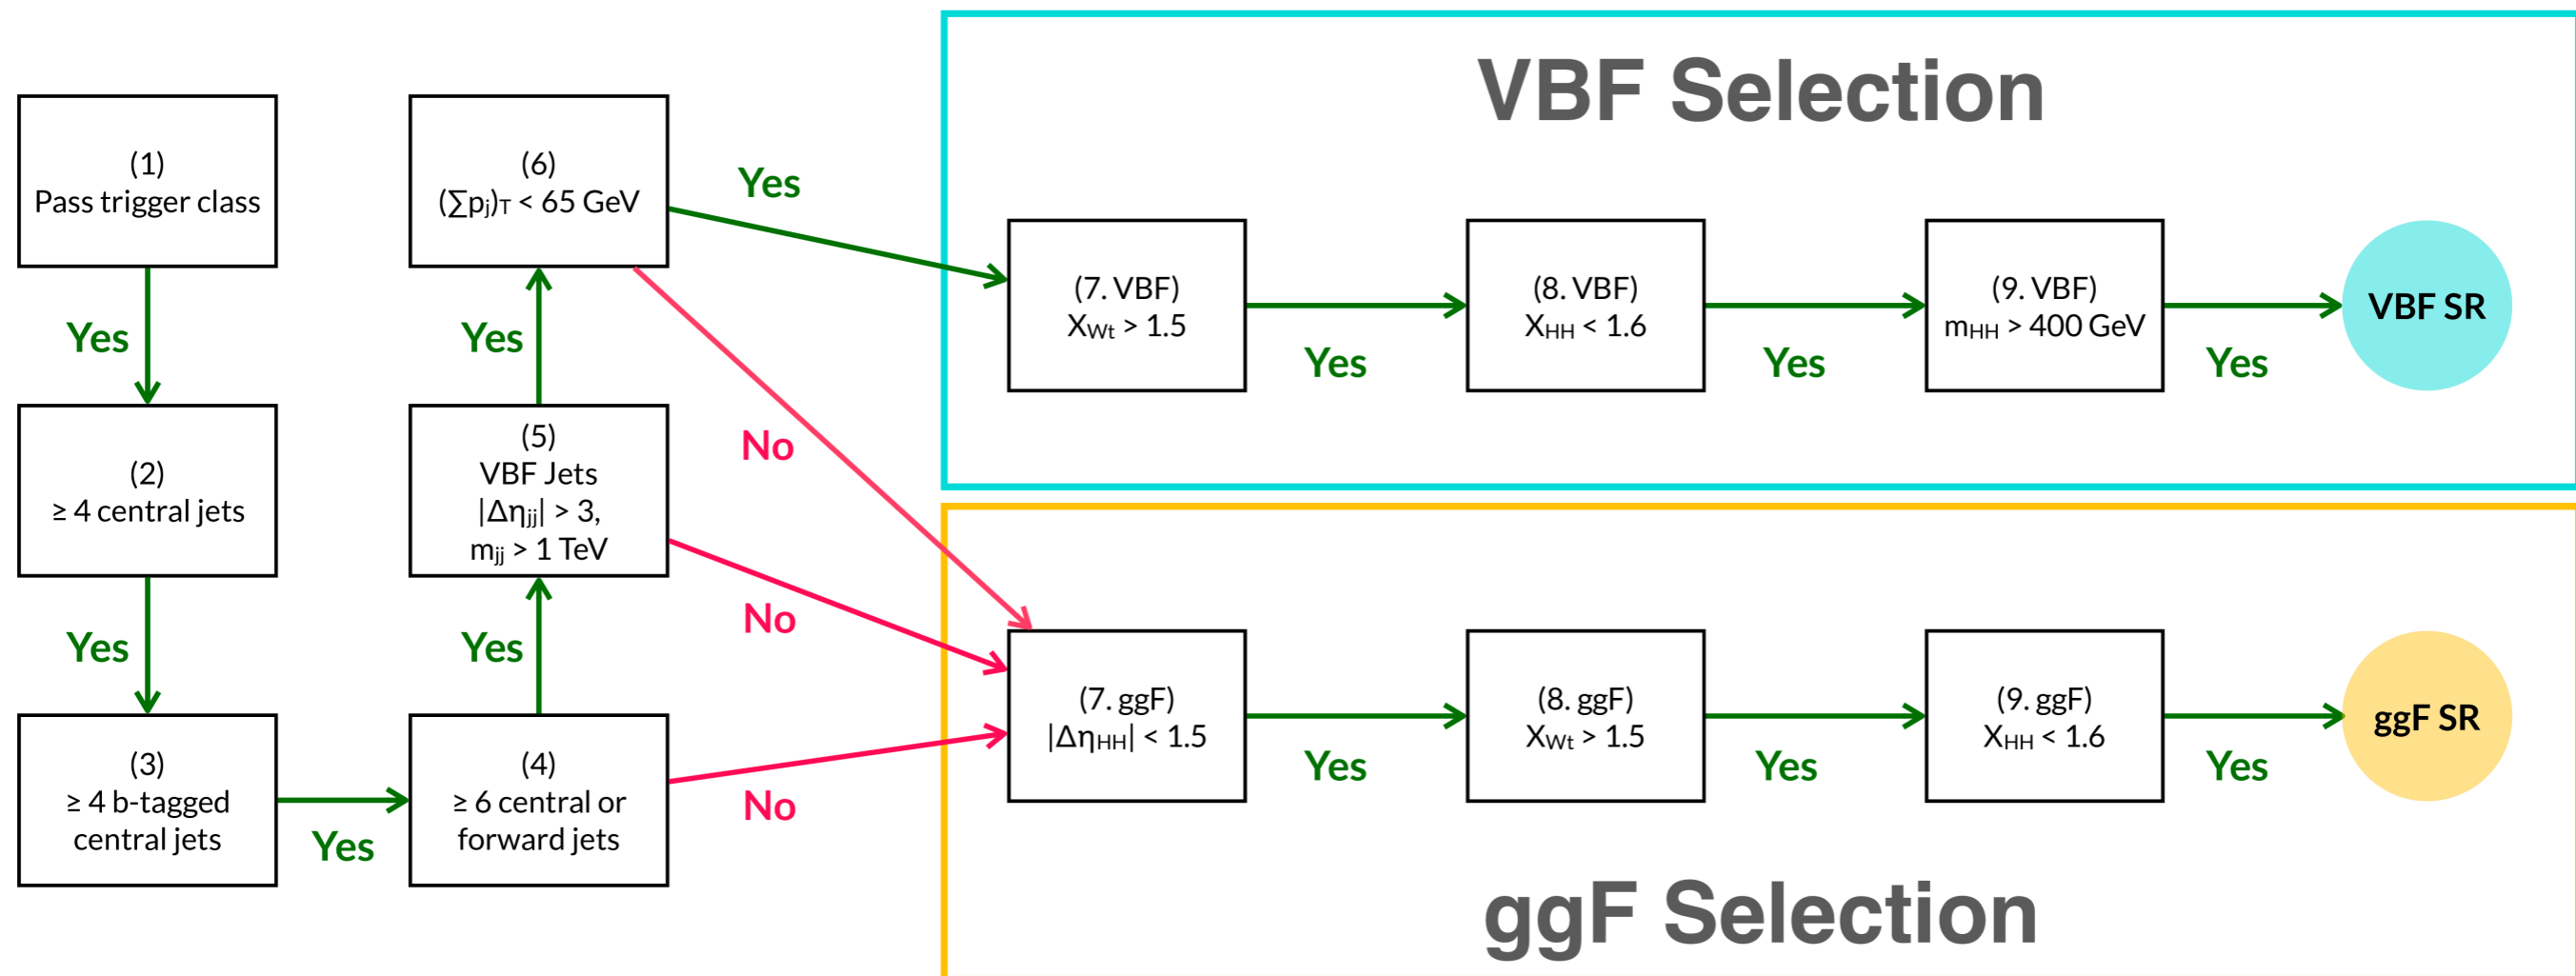 VBF Selection
(1)
Pass trigger class
Yes
(2)
≥ 4 central jets
Yes
(3)
≥ 4 b-tagged
central jets
Yes
(4)
≥ 6 central or
forward jets
Yes
No
(5)
VBF Jets
|Δηjj| > 3,
mjj > 1 TeV
Yes
No
(6)
(∑pj)T < 65 GeV
Yes
No
(7. VBF)
XWt > 1.5
Yes
(8. VBF)
XHH < 1.6
Yes
(9. VBF)
mHH > 400 GeV
Yes
VBF SR
(7. ggF)
|ΔηHH| < 1.5
Yes
(8. ggF)
XWt > 1.5
Yes
(9. ggF)
XHH < 1.6
Yes
ggF SR
ggF Selection